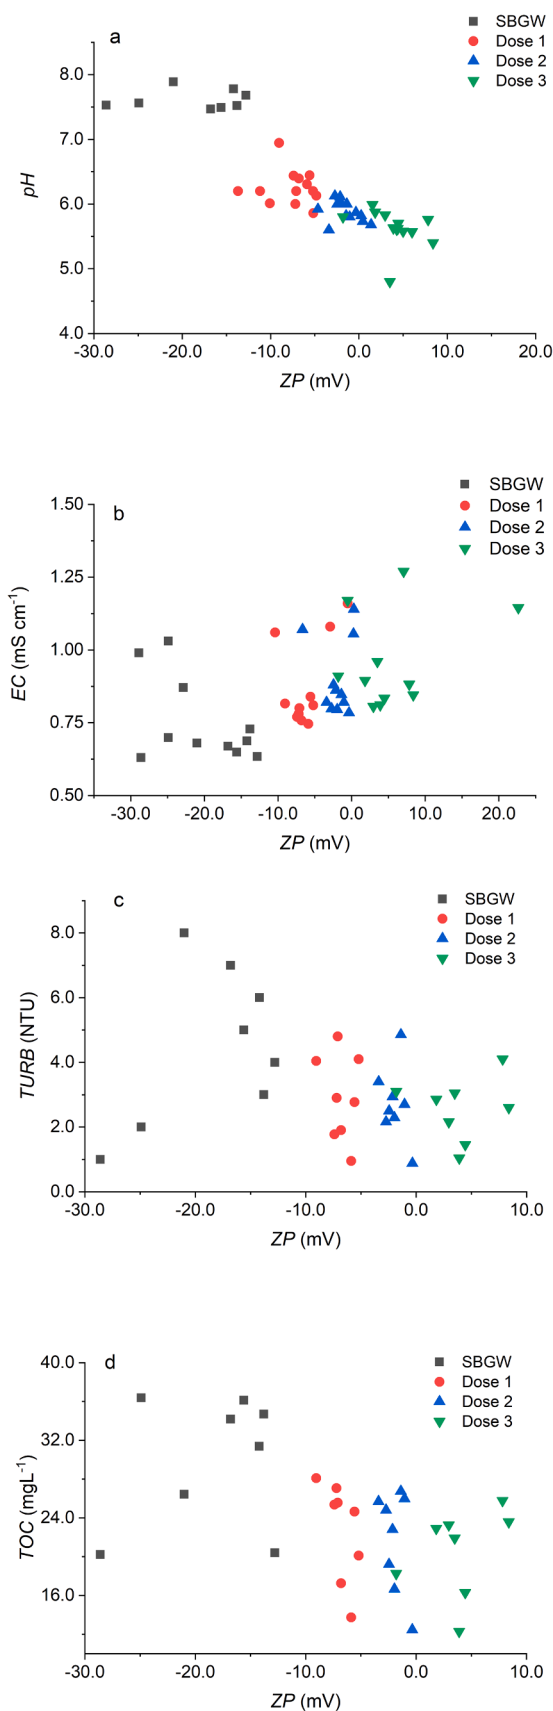 a
SBGW
Dose 1
Dose 2
Dose 3
8.0
7.0
6.0
5.0
4.0
pH
-30.0 -20.0 -10.0 0.0 10.0 20.0
ZP (mV)
b
SBGW
Dose 1
Dose 2
Dose 3
1.50
1.25
1.00
0.75
0.50
EC (mS cm⁻¹)
-30.0 -20.0 -10.0 0.0 10.0 20.0
ZP (mV)
c
SBGW
Dose 1
Dose 2
Dose 3
8.0
6.0
4.0
2.0
0.0
TURB (NTU)
-30.0 -20.0 -10.0 0.0 10.0
ZP (mV)
d
SBGW
Dose 1
Dose 2
Dose 3
40.0
32.0
24.0
16.0
TOC (mgL⁻¹)
-30.0 -20.0 -10.0 0.0 10.0
ZP (mV)